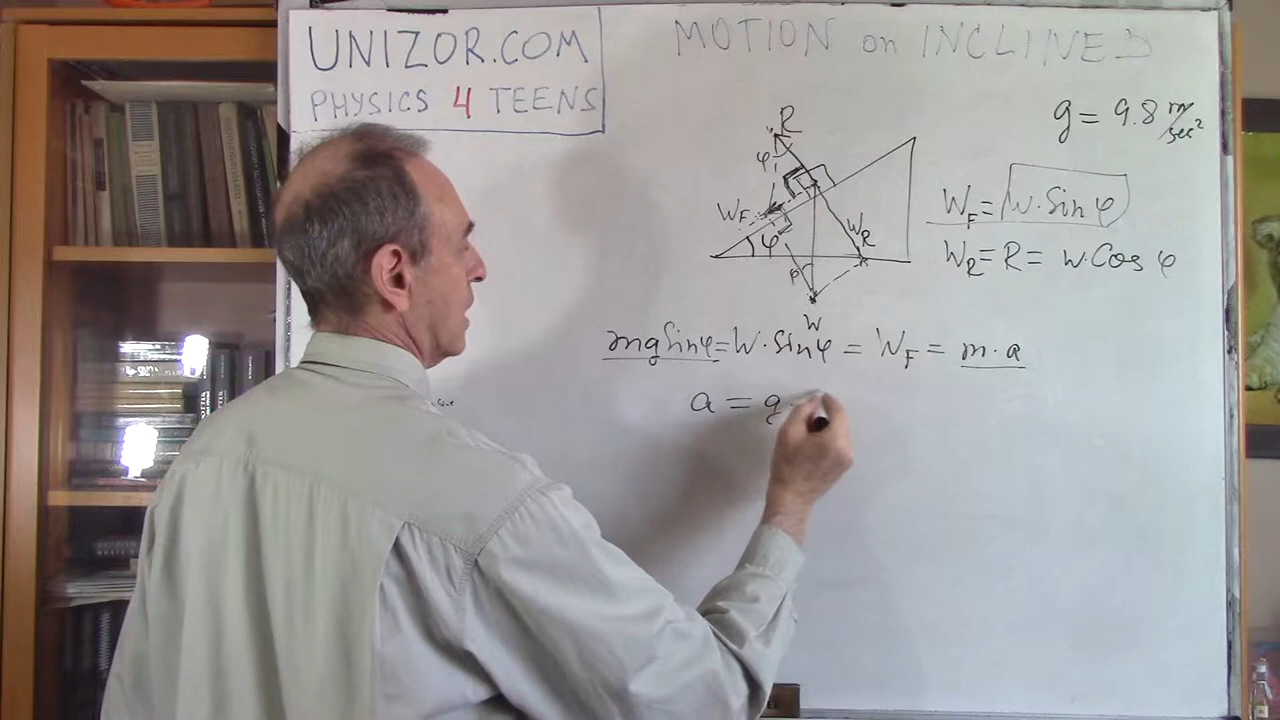 UNIZOR.COM
PHYSICS 4 TEENS
MOTION on INCLINED
g = 9.8 m/sec²
R
φ
W_F
φ
W_R
φ
W
W_F = W · Sin φ
W_R = R = W · Cos φ
mg Sin φ = W · Sin φ = W_F = m · a
a = g